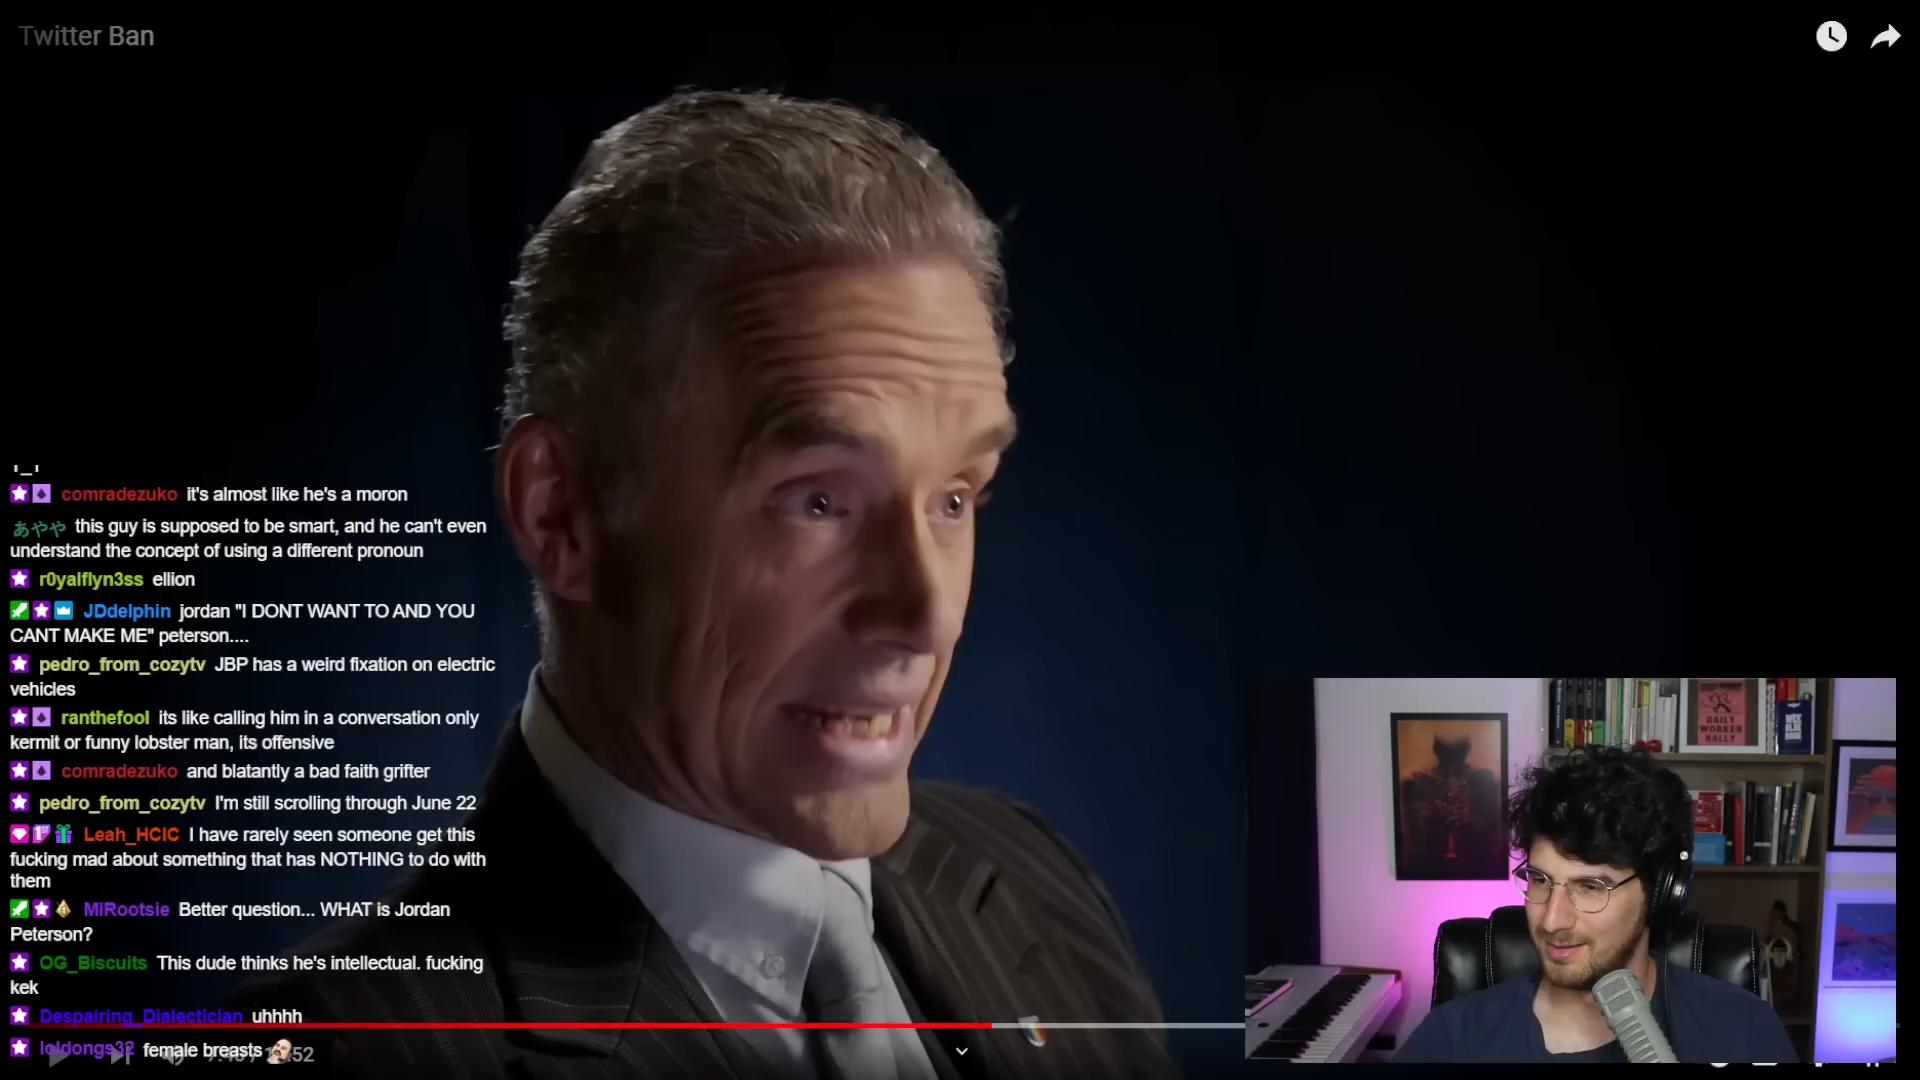 Twitter Ban
comradezuko it's almost like he's a moron
あやや this guy is supposed to be smart, and he can't even
understand the concept of using a different pronoun
r0yalflyn3ss ellion
JDdelphin jordan "I DONT WANT TO AND YOU
CANT MAKE ME" peterson....
pedro_from_cozytv JBP has a weird fixation on electric
vehicles
ranthefool its like calling him in a conversation only
kermit or funny lobster man, its offensive
comradezuko and blatantly a bad faith grifter
pedro_from_cozytv I'm still scrolling through June 22
Leah_HCIC I have rarely seen someone get this
fucking mad about something that has NOTHING to do with
them
MIRootsie Better question... WHAT is Jordan
Peterson?
OG_Biscuits This dude thinks he's intellectual. fucking
kek
Despairing_Dialectician uhhhh
loldongs32 female breasts
DAILY
WORKER
RALLY